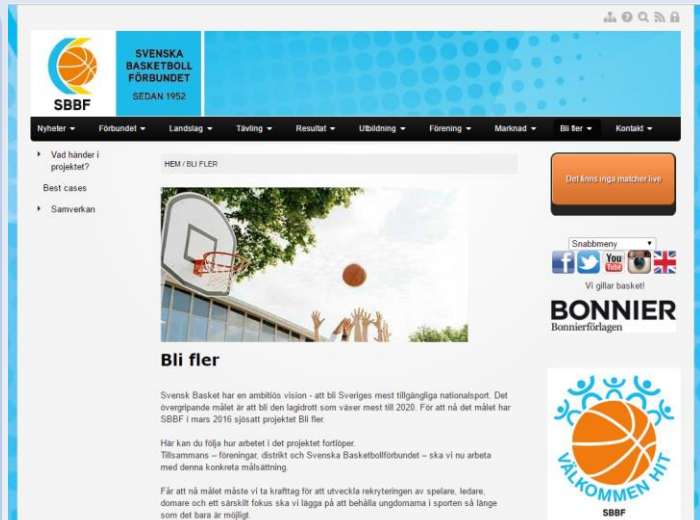 SBBF
SVENSKA
BASKETBOLL
FÖRBUNDET
SEDAN 1952
Nyheter Förbundet Landslag Tävling Resultat Utbildning Förening Marknad Bli fler Kontakt
Vad händer i
projektet?
Best cases
Samverkan
HEM / BLI FLER
Det finns inga matcher live
Snabbmeny
You
Tube
Vi gillar basket!
BONNIER
Bonnierförlagen
Bli fler
Svensk Basket har en ambitiös vision - att bli Sveriges mest tillgängliga nationalsport. Det
övergripande målet är att bli den lagidrott som växer mest till 2020. För att nå det målet har
SBBF i mars 2016 sjösatt projektet Bli fler.
Här kan du följa hur arbetet i det projektet fortlöper.
Tillsammans – föreningar, distrikt och Svenska Basketbollförbundet – ska vi nu arbeta
med denna konkreta målsättning.
Får att nå målet måste vi ta krafttag för att utveckla rekryteringen av spelare, ledare,
domare och ett särskilt fokus ska vi lägga på att behålla ungdomarna i sporten så länge
som det bara är möjligt.
VÄLKOMMEN HIT
SBBF